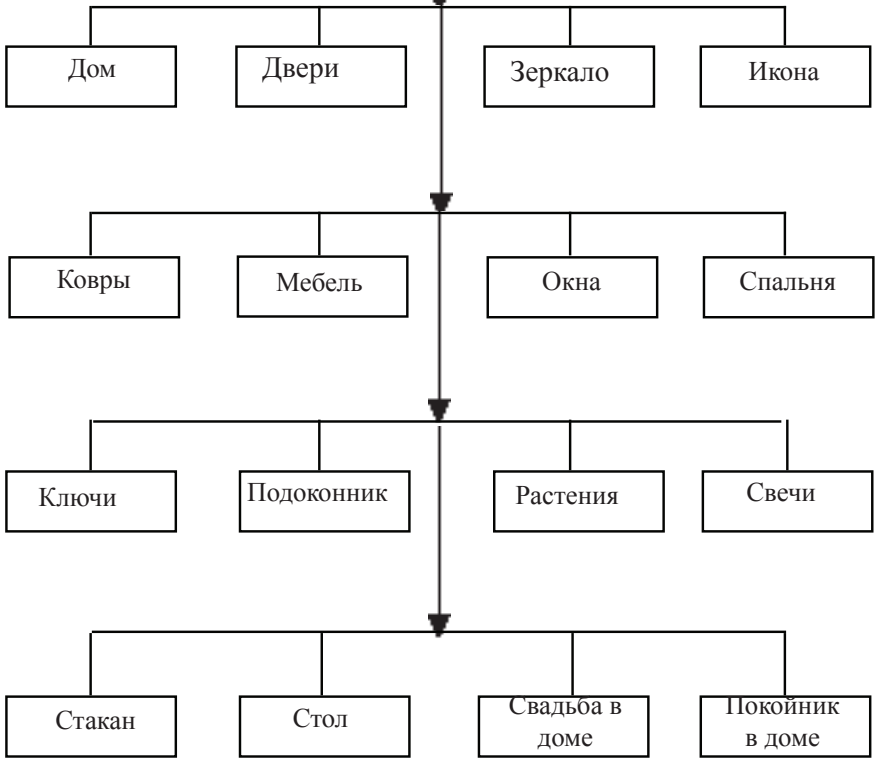 Дом
Двери
Зеркало
Икона
Ковры
Мебель
Окна
Спальня
Ключи
Подоконник
Растения
Свечи
Стакан
Стол
Свадьба в
доме
Покойник
в доме